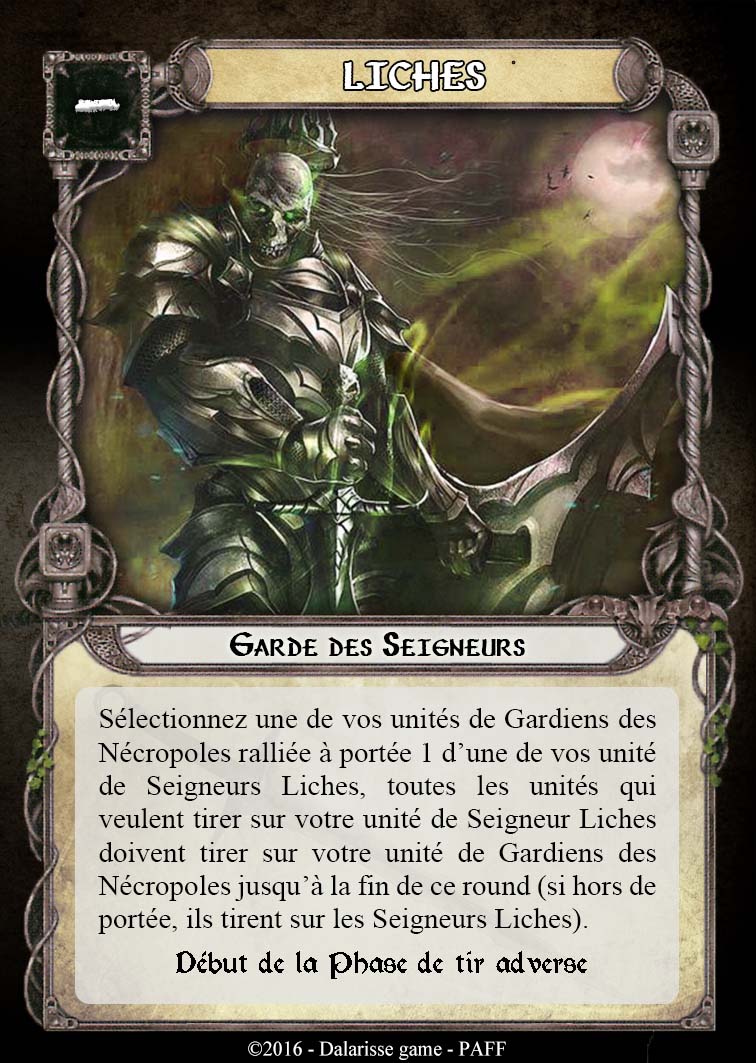 LICHES
-
Garde des Seigneurs
Sélectionnez une de vos unités de Gardiens des
Nécropoles ralliée à portée 1 d'une de vos unité
de Seigneurs Liches, toutes les unités qui
veulent tirer sur votre unité de Seigneur Liches
doivent tirer sur votre unité de Gardiens des
Nécropoles jusqu'à la fin de ce round (si hors de
portée, ils tirent sur les Seigneurs Liches).
Début de la Phase de tir adverse
©2016 - Dalarisse game - PAFF